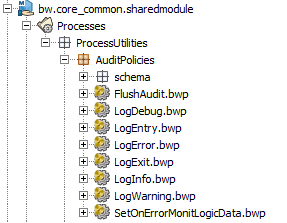 bw.core_common.sharedmodule
Processes
ProcessUtilities
AuditPolicies
schema
FlushAudit.bwp
LogDebug.bwp
LogEntry.bwp
LogError.bwp
LogExit.bwp
LogInfo.bwp
LogWarning.bwp
SetOnErrorMonitLogicData.bwp